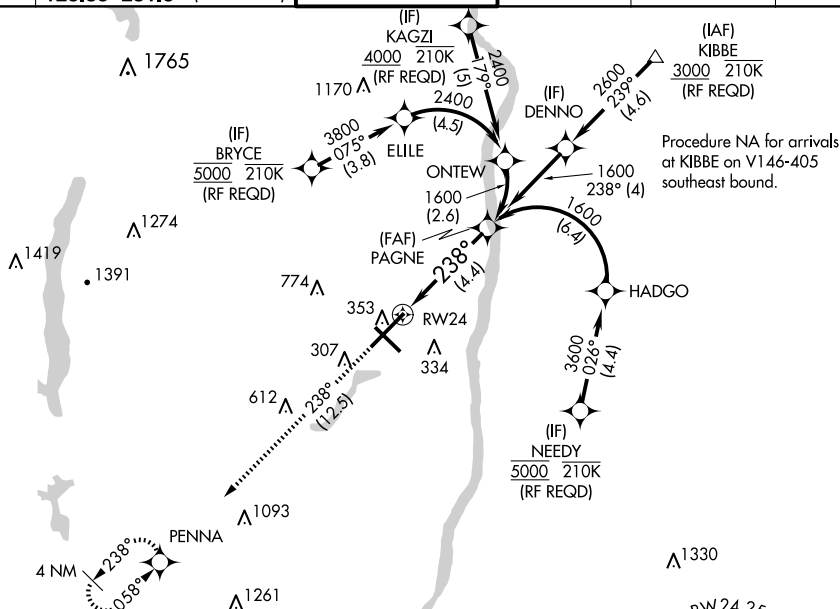 (IF)
KAGZI
4000 210K
(RF REQD)
2400
179°
(5)
(IAF)
KIBBE
3000 210K
(RF REQD)
2600
239°
(4.6)
1765
1170
(IF)
DENNO
2400
(4.5)
3800
075°
(3.8)
ELILE
(IF)
BRYCE
5000 210K
(RF REQD)
Procedure NA for arrivals
at KIBBE on V146-405
southeast bound.
ONTEW
1600
(2.6)
1600
238° (4)
1600
(6.4)
(FAF)
PAGNE
238°
(4.4)
1274
1419
1391
774
353
RW24
HADGO
307
334
3600
026°
(4.4)
612
238°
(12.5)
(IF)
NEEDY
5000 210K
(RF REQD)
1093
PENNA
4 NM
238°
058°
1261
1330
RW 24 25